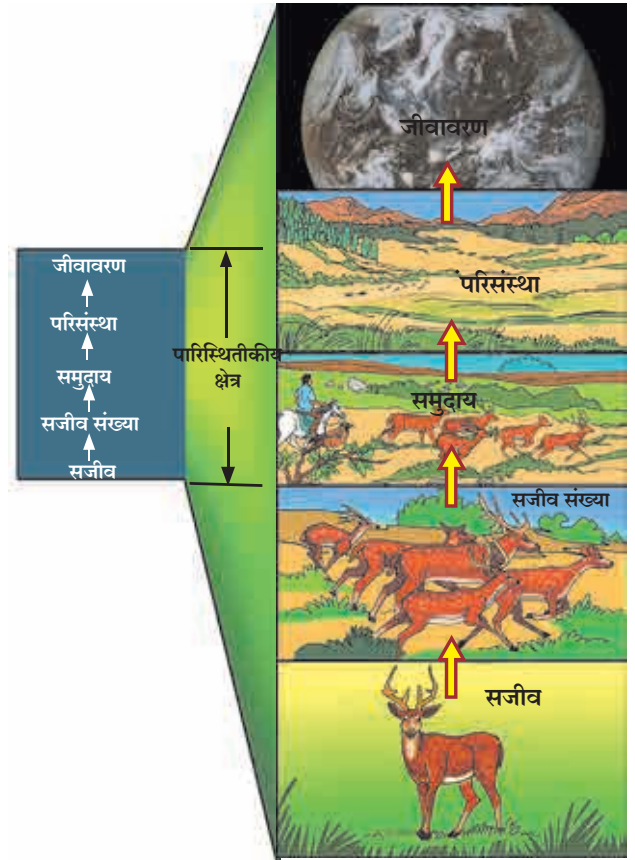 जीवावरण
परिसंस्था
समुदाय
सजीव संख्या
सजीव
पारिस्थितीकीय
क्षेत्र
जीवावरण
परिसंस्था
समुदाय
सजीव संख्या
सजीव